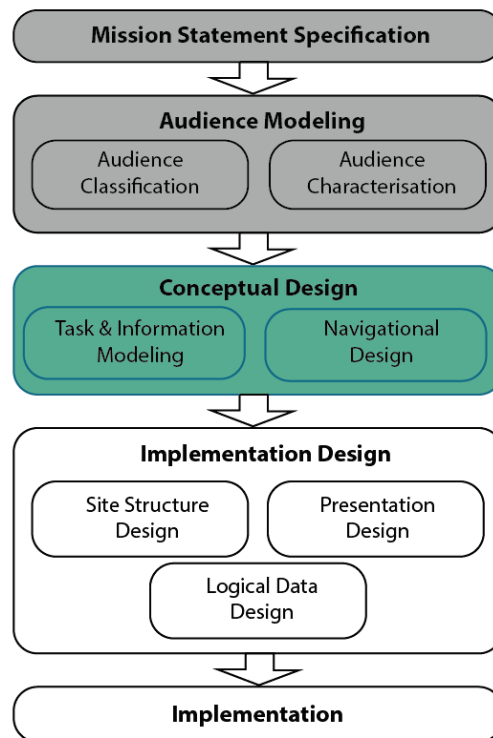 Mission Statement Specification
Audience Modeling
Audience
Classification
Audience
Characterisation
Conceptual Design
Task & Information
Modeling
Navigational
Design
Implementation Design
Site Structure
Design
Presentation
Design
Logical Data
Design
Implementation